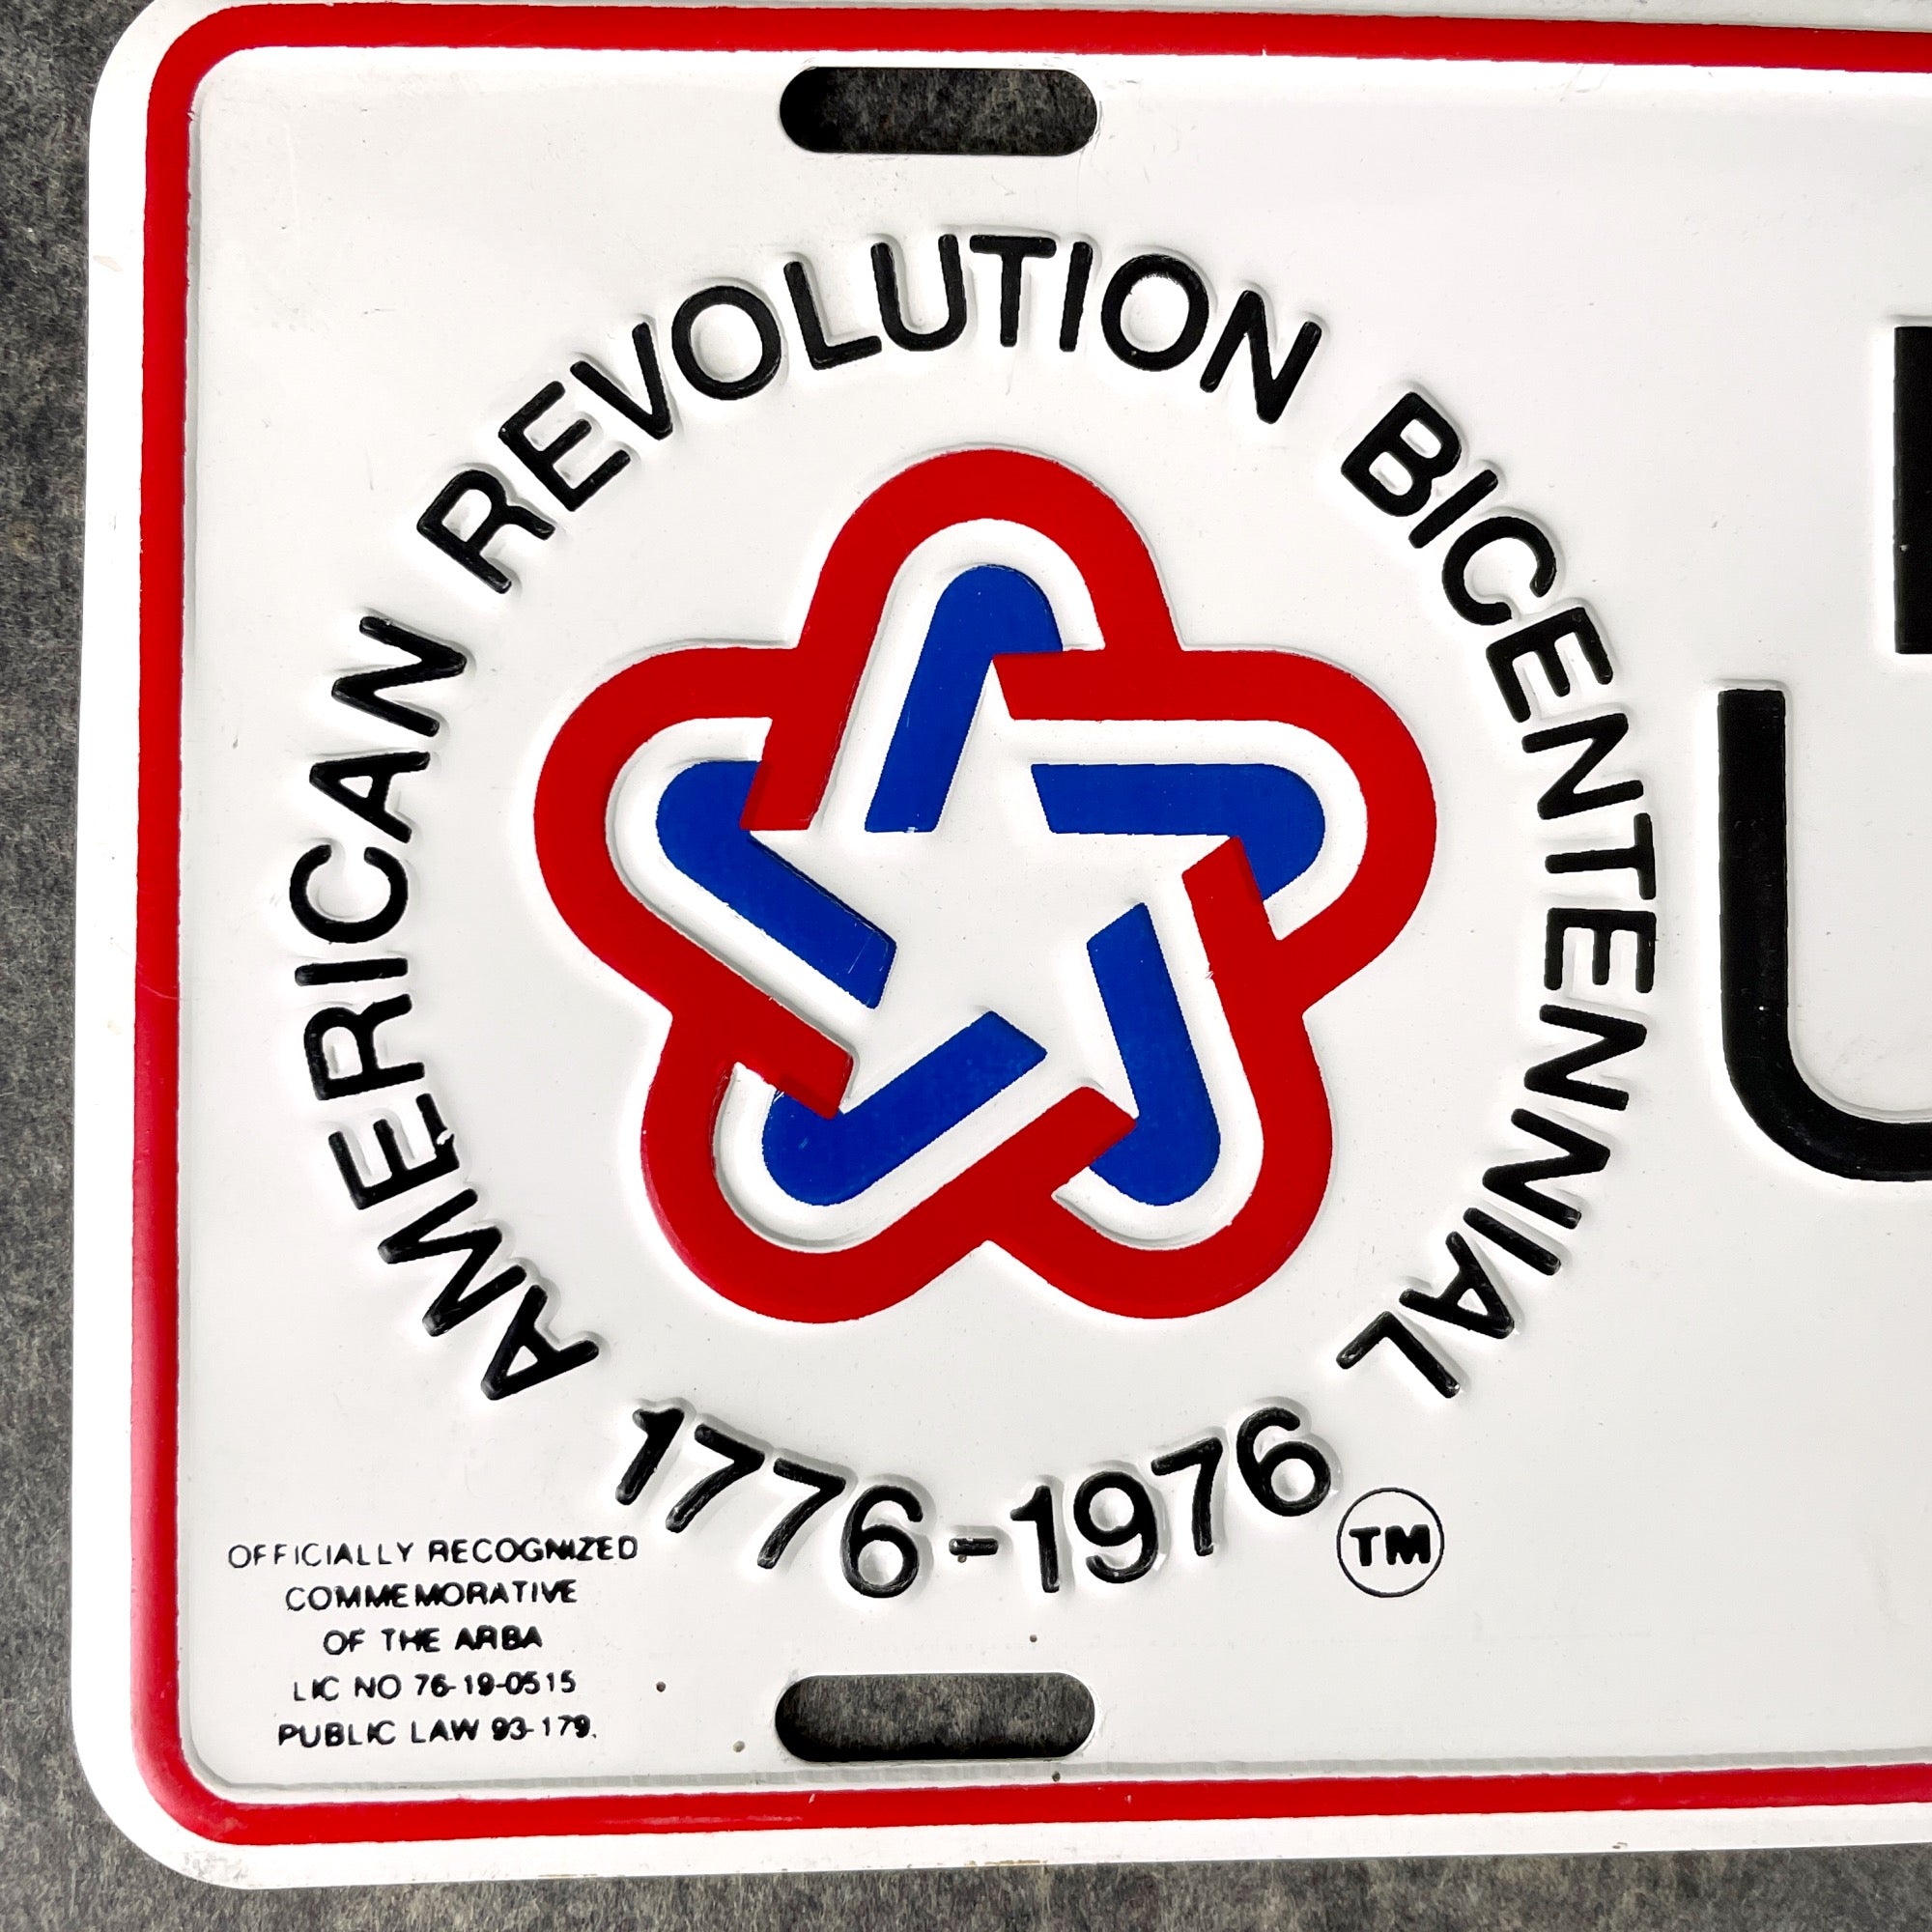 AMERICAN REVOLUTION BICENTENNIAL
1776-1976
TM
OFFICIALLY RECOGNIZED
COMMEMORATIVE
OF THE ARBA
LIC NO 76-19-0515
PUBLIC LAW 93-179.